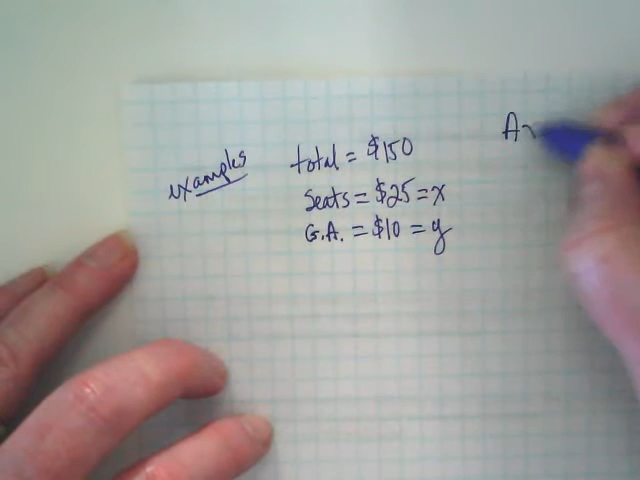 examples
total = $150
Seats = $25 = x
G.A. = $10 = y
A